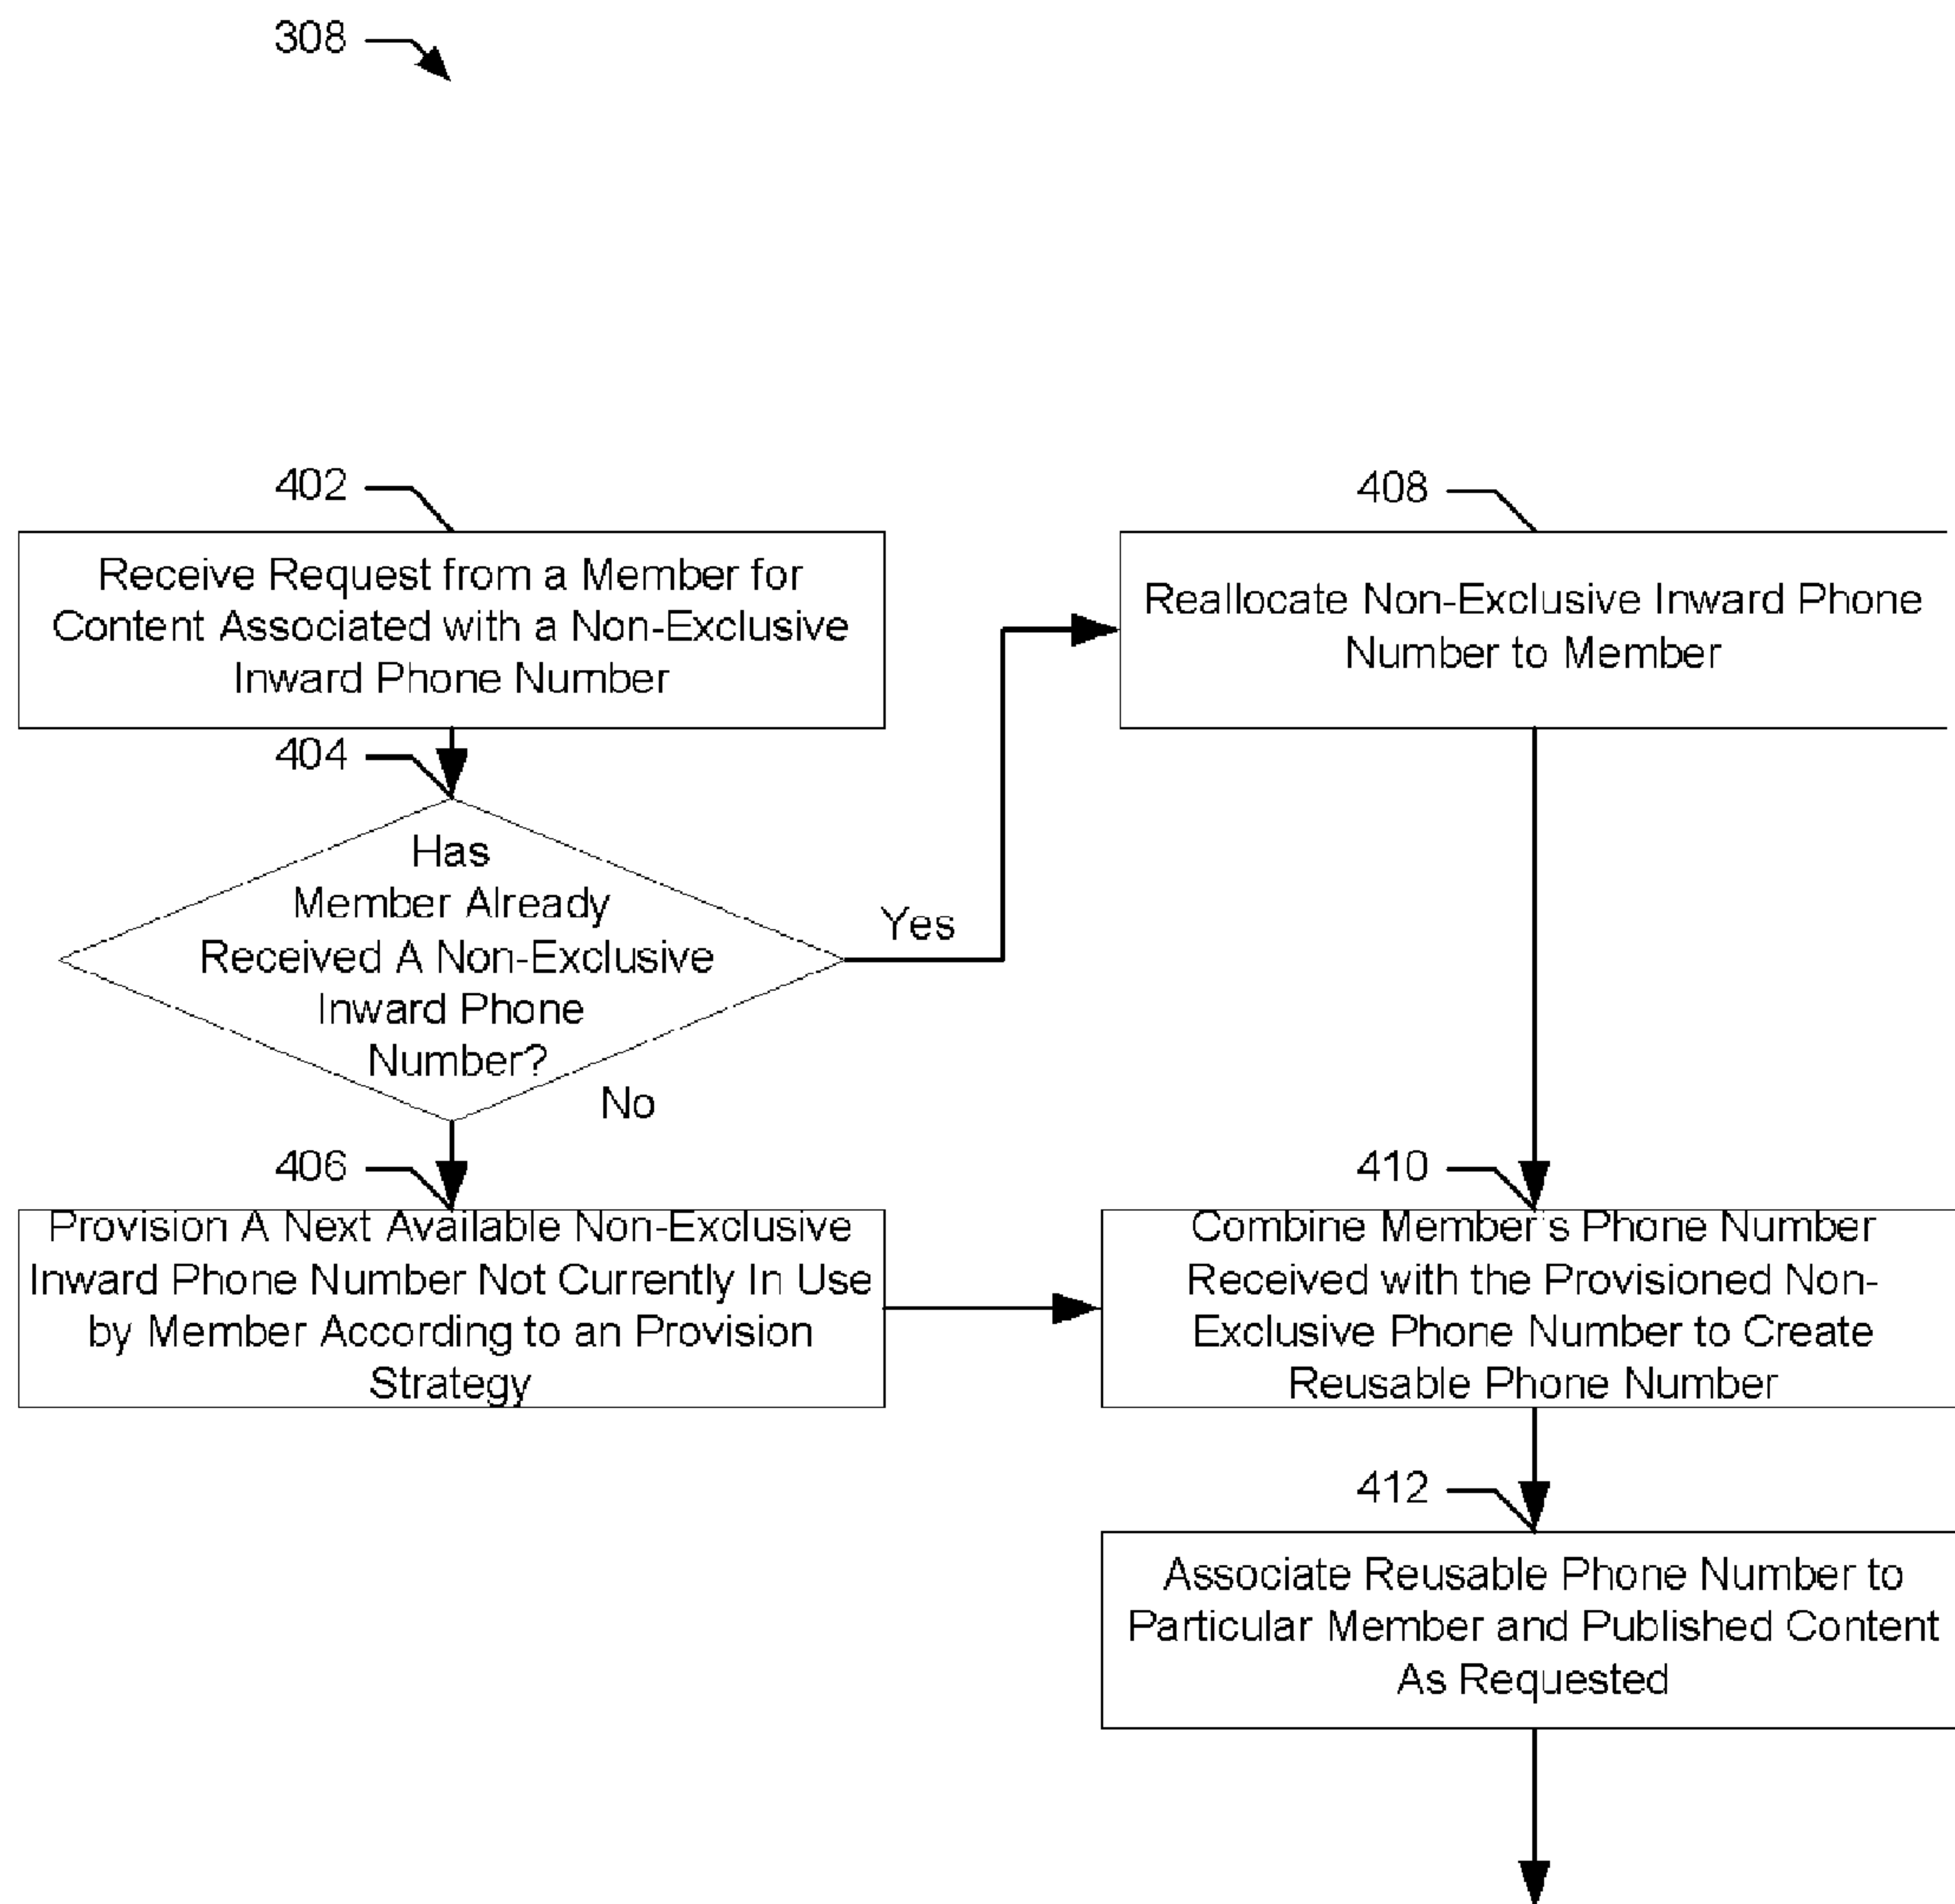 308
402
Receive Request from a Member for
Content Associated with a Non-Exclusive
Inward Phone Number
404
Has
Member Already
Received A Non-Exclusive
Inward Phone
Number?
Yes
No
406
Provision A Next Available Non-Exclusive
Inward Phone Number Not Currently In Use
by Member According to an Provision
Strategy
408
Reallocate Non-Exclusive Inward Phone
Number to Member
410
Combine Member's Phone Number
Received with the Provisioned Non-
Exclusive Phone Number to Create
Reusable Phone Number
412
Associate Reusable Phone Number to
Particular Member and Published Content
As Requested